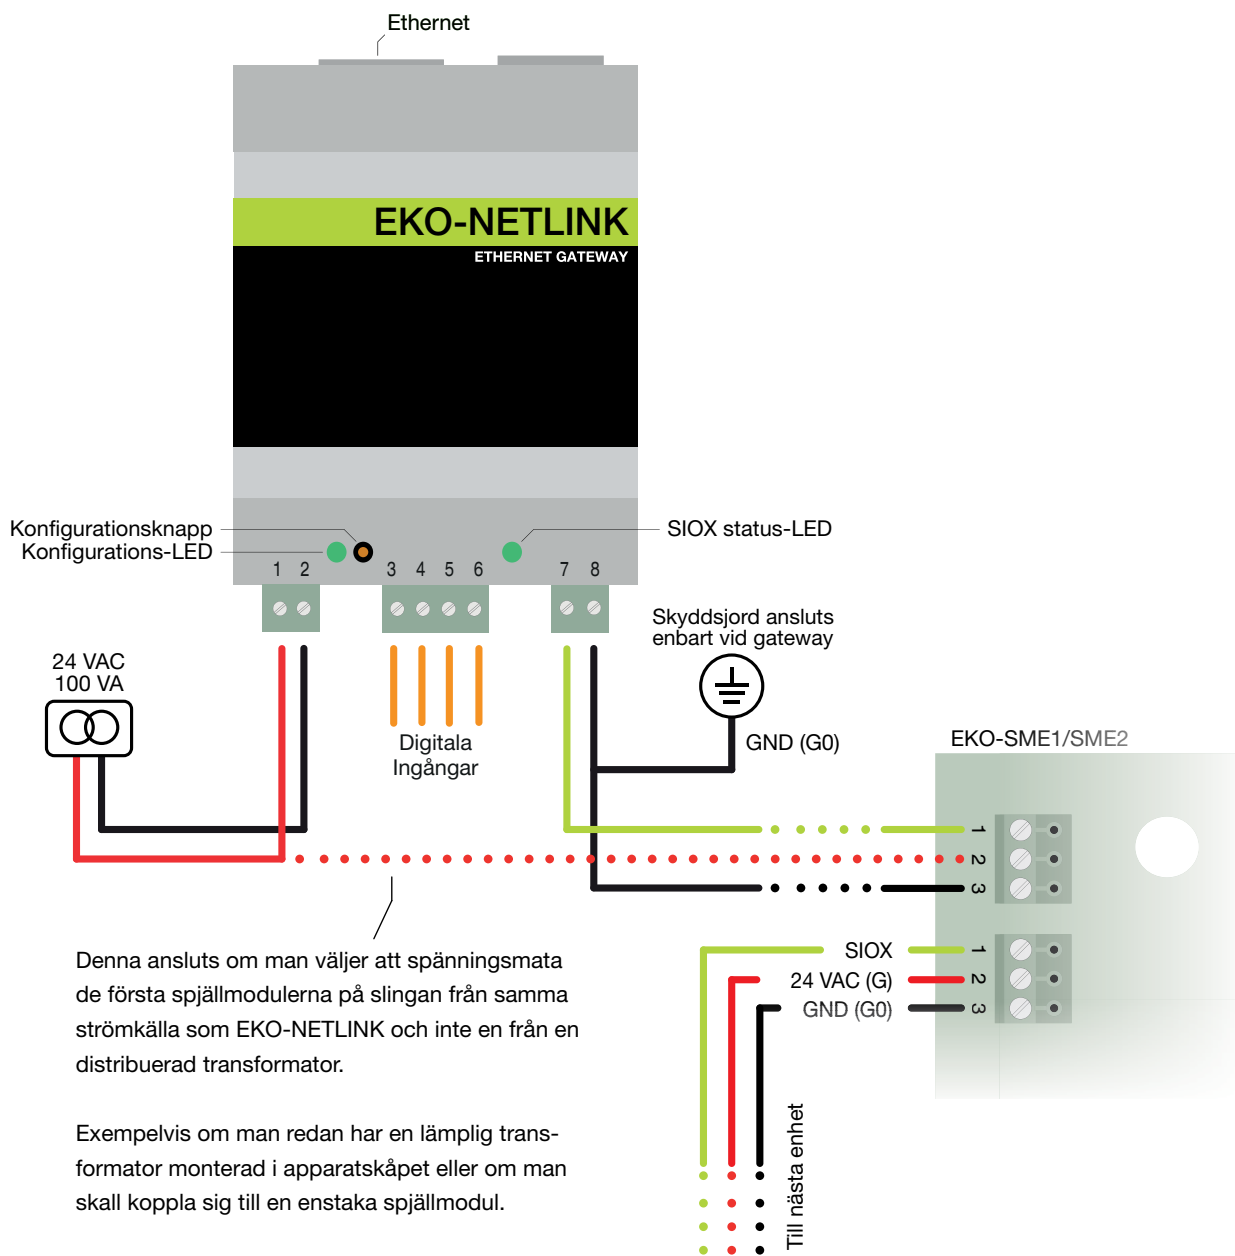 Ethernet
EKO-NETLINK
ETHERNET GATEWAY
Konfigurationsknapp
Konfigurations-LED
SIOX status-LED
1 2 3 4 5 6 7 8
24 VAC
100 VA
Digitala
Ingångar
Skyddsjord ansluts
enbart vid gateway
GND (G0)
EKO-SME1/SME2
1
2
3
SIOX 1
24 VAC (G) 2
GND (G0) 3
Denna ansluts om man väljer att spänningsmata
de första spjällmodulerna på slingan från samma
strömkälla som EKO-NETLINK och inte en från en
distribuerad transformator.
Exempelvis om man redan har en lämplig trans-
formator monterad i apparatskåpet eller om man
skall koppla sig till en enstaka spjällmodul.
Till nästa enhet